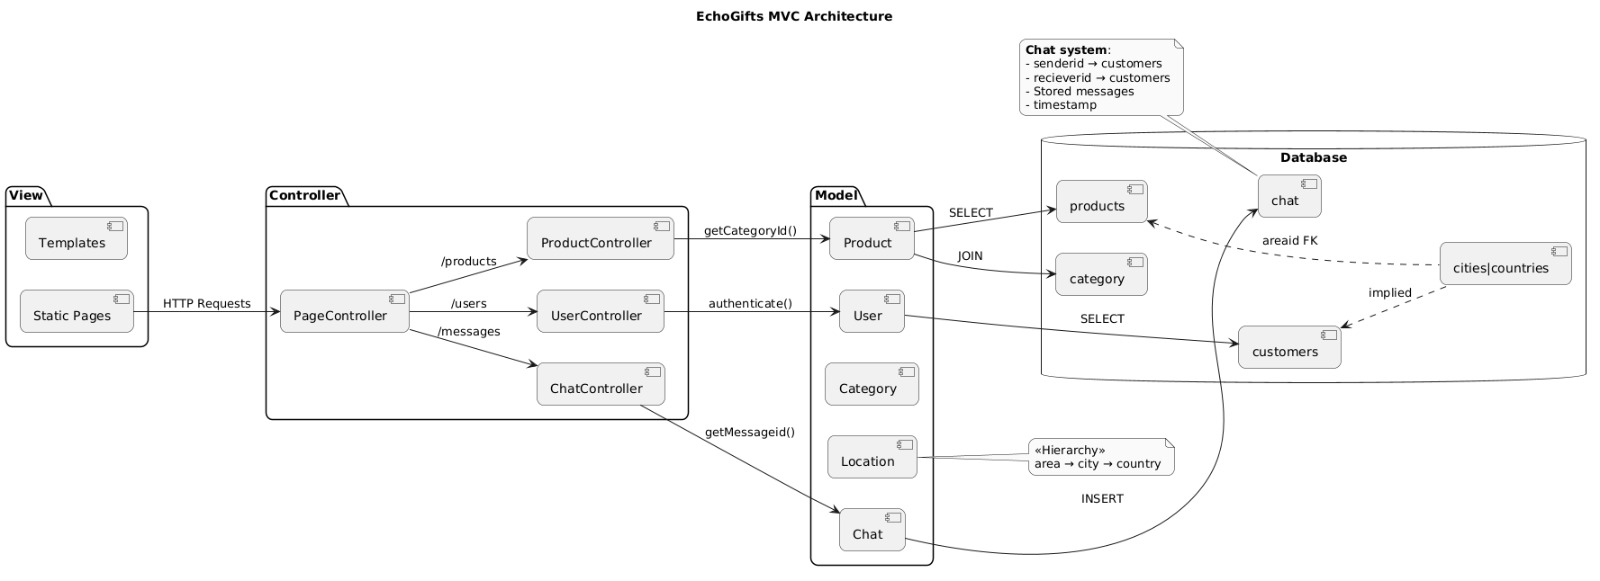 EchoGifts MVC Architecture
Chat system:
- senderid → customers
- recieverid → customers
- Stored messages
- timestamp
View
Templates
Static Pages
HTTP Requests
Controller
PageController
/products
/users
/messages
ProductController
UserController
ChatController
getCategoryId()
authenticate()
getMessageid()
Model
Product
User
Category
Location
Chat
SELECT
JOIN
SELECT
INSERT
«Hierarchy»
area → city → country
Database
products
category
chat
customers
cities|countries
areaid FK
implied